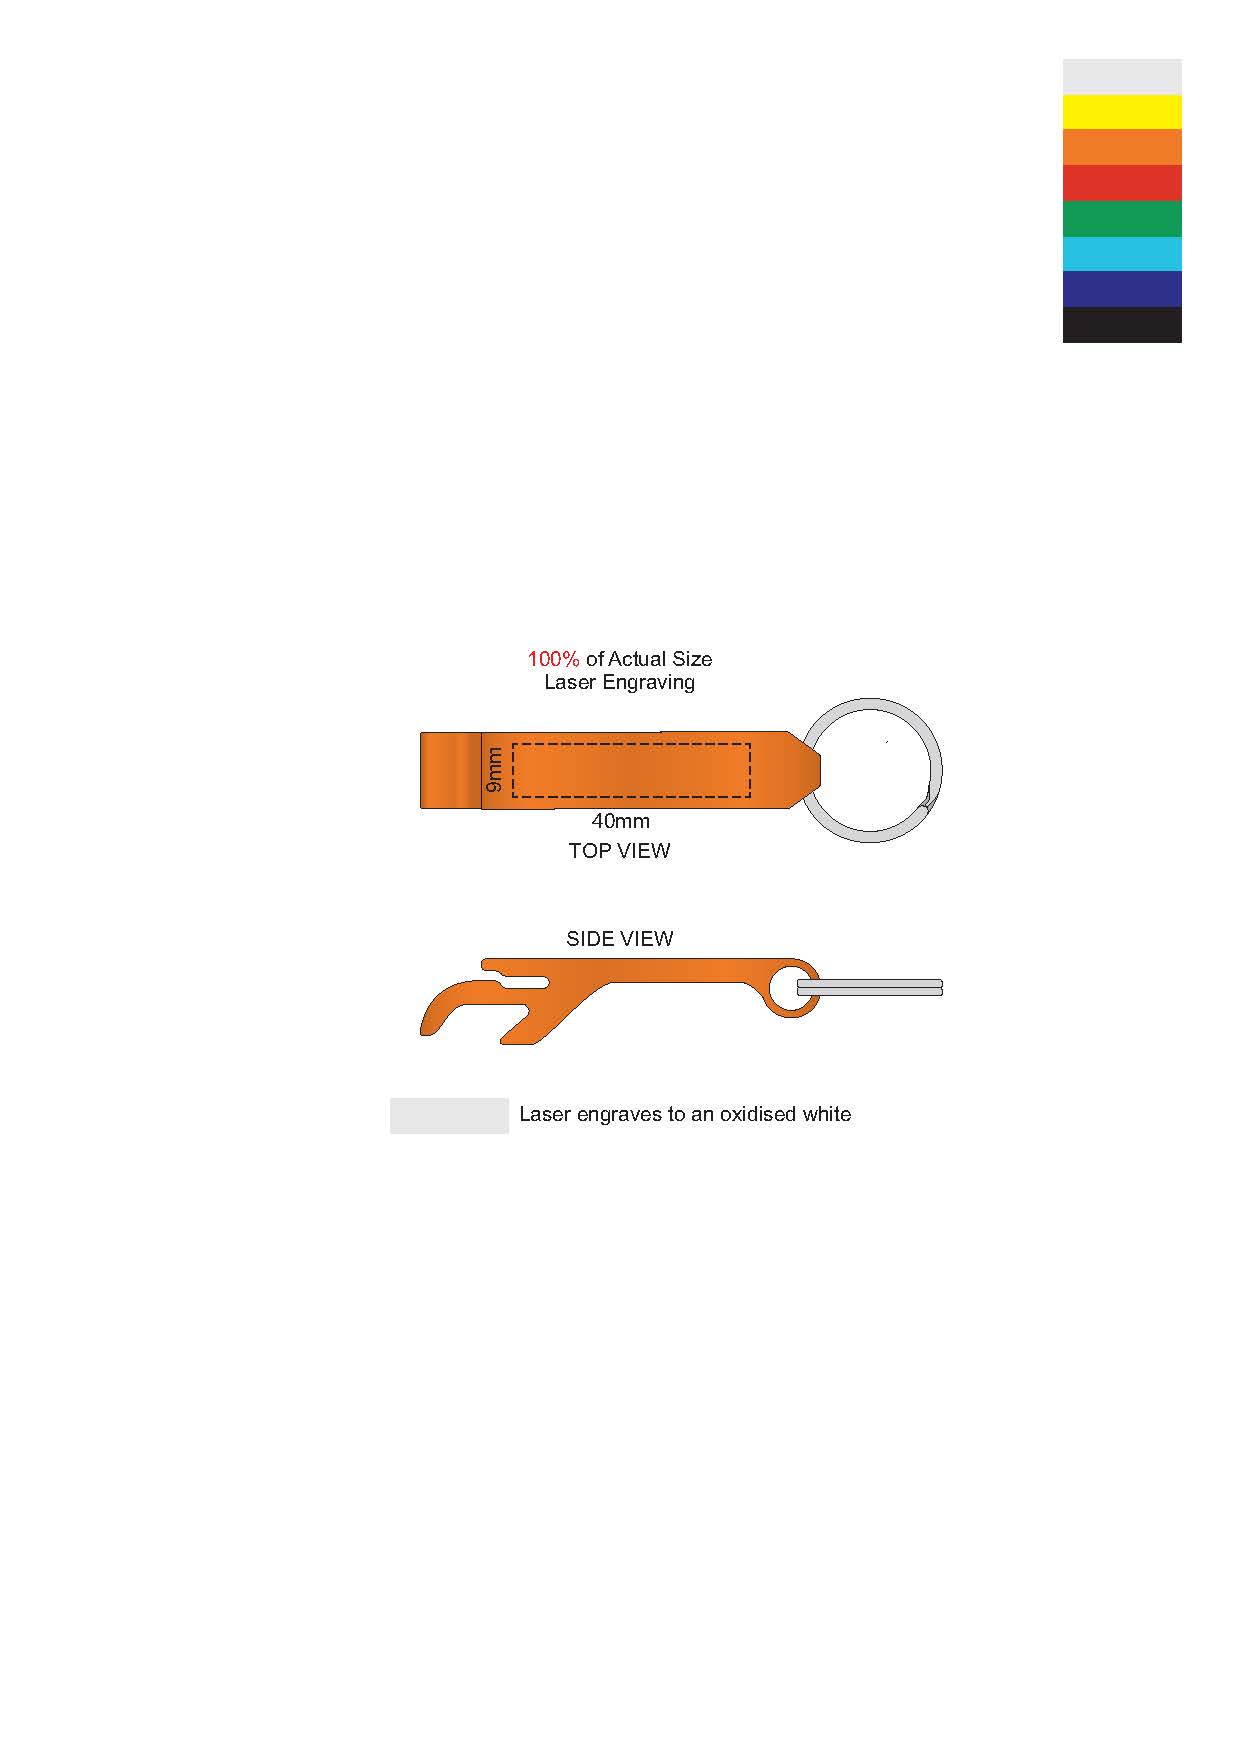 100% of Actual Size
Laser Engraving
9mm
40mm
TOP VIEW
SIDE VIEW
Laser engraves to an oxidised white